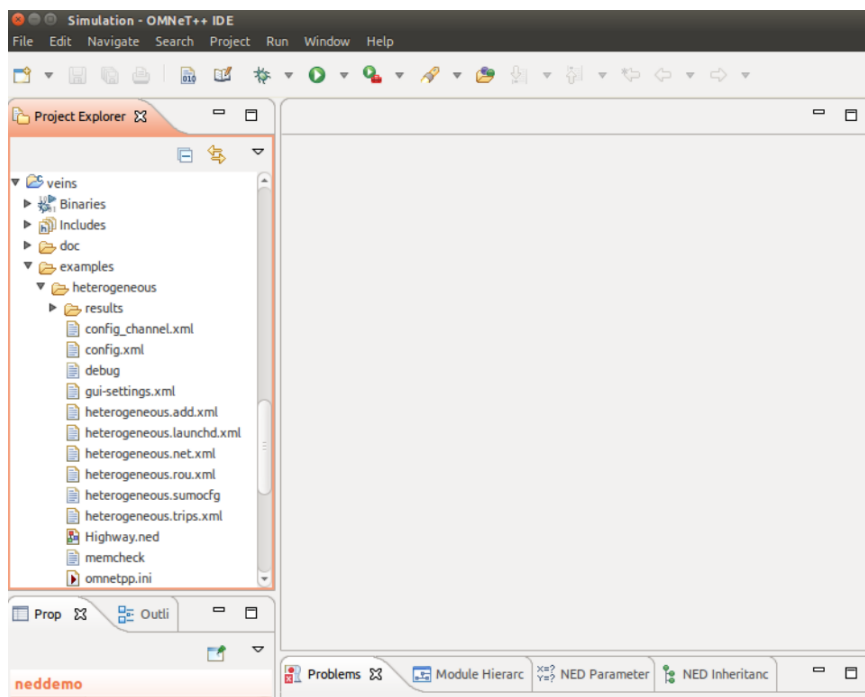 Simulation - OMNeT++ IDE
File Edit Navigate Search Project Run Window Help
010
Project Explorer
veins
Binaries
Includes
doc
examples
heterogeneous
results
config_channel.xml
config.xml
debug
gui-settings.xml
heterogeneous.add.xml
heterogeneous.launchd.xml
heterogeneous.net.xml
heterogeneous.rou.xml
heterogeneous.sumocfg
heterogeneous.trips.xml
Highway.ned
memcheck
omnetpp.ini
Prop Outli
neddemo
Problems Module Hierarc X=? Y=? NED Parameter NED Inheritanc